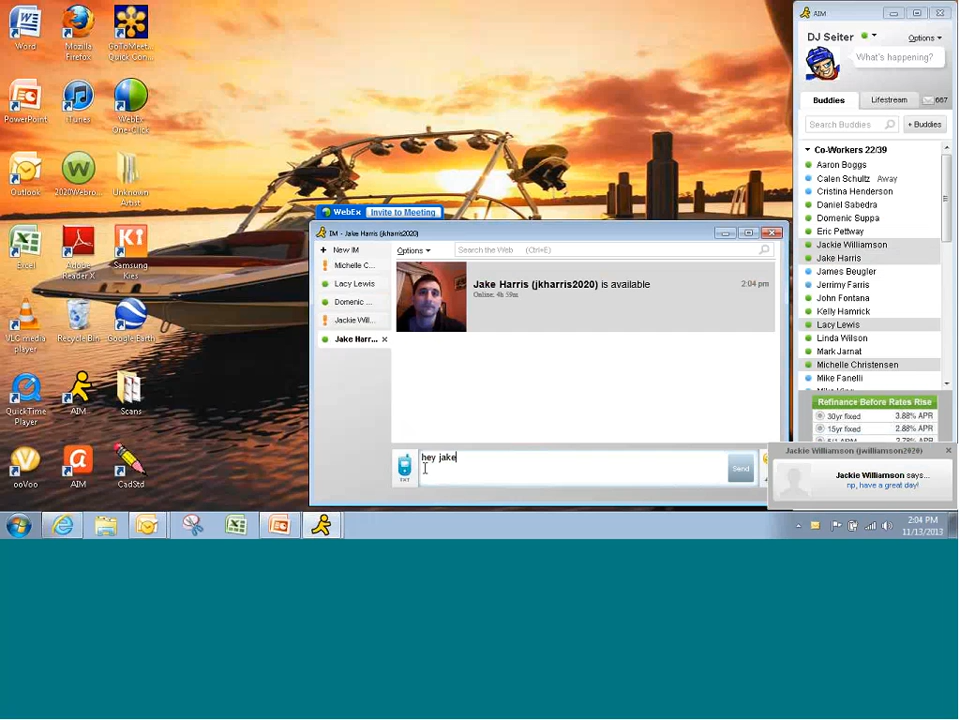 Word
Mozilla
Firefox
GoToMeet...
Quick Con...
PowerPoint
iTunes
WebEx
One-Click
Outlook
2020Webro...
Unknown
Artist
Excel
Adobe
Reader X
Samsung
Kies
VLC media
player
Recycle Bin
Google Earth
QuickTime
Player
AIM
Scans
ooVoo
AIM
CadStd
WebEx
Invite to Meeting
IM - Jake Harris (jkharris2020)
New IM
Options
Search the Web (Ctrl+E)
Michelle C...
Lacy Lewis
Domenic ...
Jackie Will...
Jake Harr...
Jake Harris (jkharris2020) is available
2:04 pm
Online: 4h 59m
hey jake
TXT
Send
AIM
DJ Seiter
Options
What's happening?
Buddies
Lifestream
667
Search Buddies
+ Buddies
Co-Workers 22/39
Aaron Boggs
Calen Schultz Away
Cristina Henderson
Daniel Sabedra
Domenic Suppa
Eric Pettway
Jackie Williamson
Jake Harris
James Beugler
Jerrimy Farris
John Fontana
Kelly Hamrick
Lacy Lewis
Linda Wilson
Mark Jarnat
Michelle Christensen
Mike Fanelli
Refinance Before Rates Rise
30yr fixed 3.88% APR
15yr fixed 2.88% APR
Jackie Williamson (jwilliamson2020)
Jackie Williamson says...
np, have a great day!
2:04 PM
11/13/2013